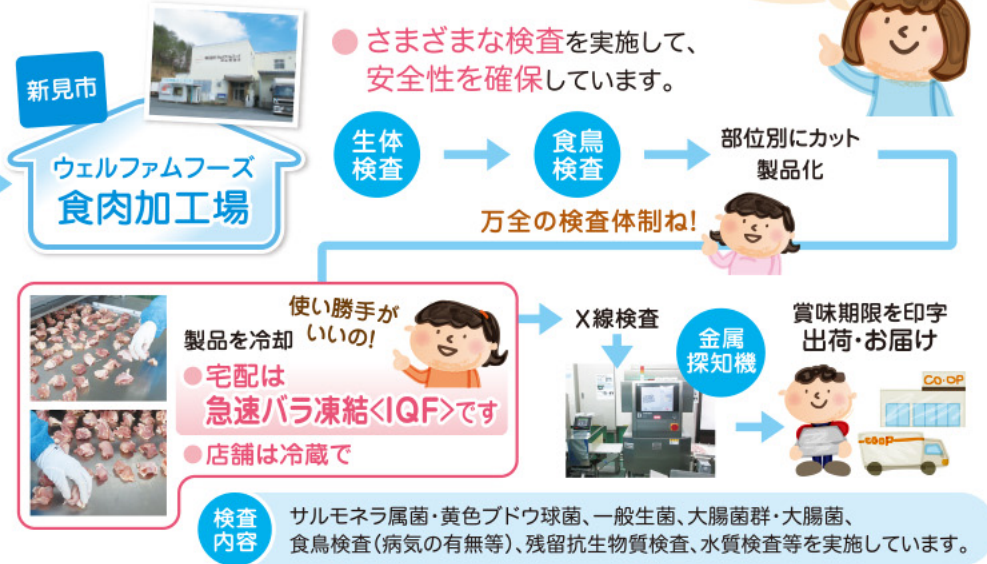 新見市
ウェルファムフーズ
食肉加工場
●さまざまな検査を実施して、
安全性を確保しています。
生体
検査
食鳥
検査
部位別にカット
製品化
万全の検査体制ね!
製品を冷却
使い勝手が
いいの!
●宅配は
急速バラ凍結<IQF>です
●店舗は冷蔵で
X線検査
金属
探知機
賞味期限を印字
出荷・お届け
CO・OP
coop
検査
内容
サルモネラ属菌・黄色ブドウ球菌、一般生菌、大腸菌群・大腸菌、
食鳥検査(病気の有無等)、残留抗生物質検査、水質検査等を実施しています。